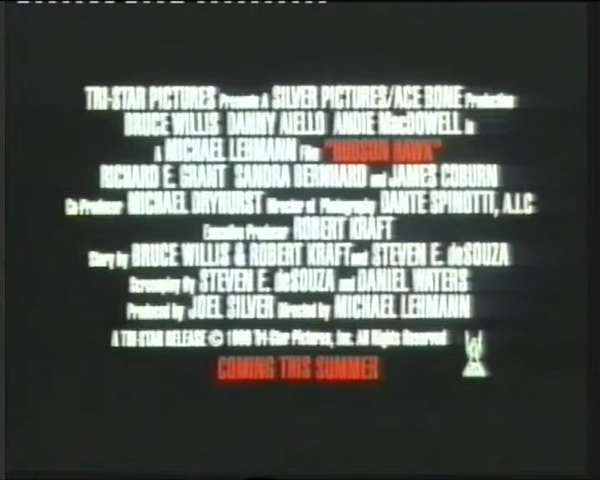 TRI-STAR PICTURES Presents A SILVER PICTURES/ACE BONE Production
BRUCE WILLIS DANNY AIELLO ANDIE MacDOWELL in
A MICHAEL LEHMANN Film "HUDSON HAWK"
RICHARD E. GRANT SANDRA BERNHARD and JAMES COBURN
Co Producer MICHAEL DRYHURST Director of Photography DANTE SPINOTTI, A.I.C
Executive Producer ROBERT KRAFT
Story by BRUCE WILLIS & ROBERT KRAFT and STEVEN E. deSOUZA
Screenplay By STEVEN E. deSOUZA and DANIEL WATERS
Produced by JOEL SILVER Directed by MICHAEL LEHMANN
A TRI-STAR RELEASE © Tri-Star Pictures, Inc. All Rights Reserved
COMING THIS SUMMER